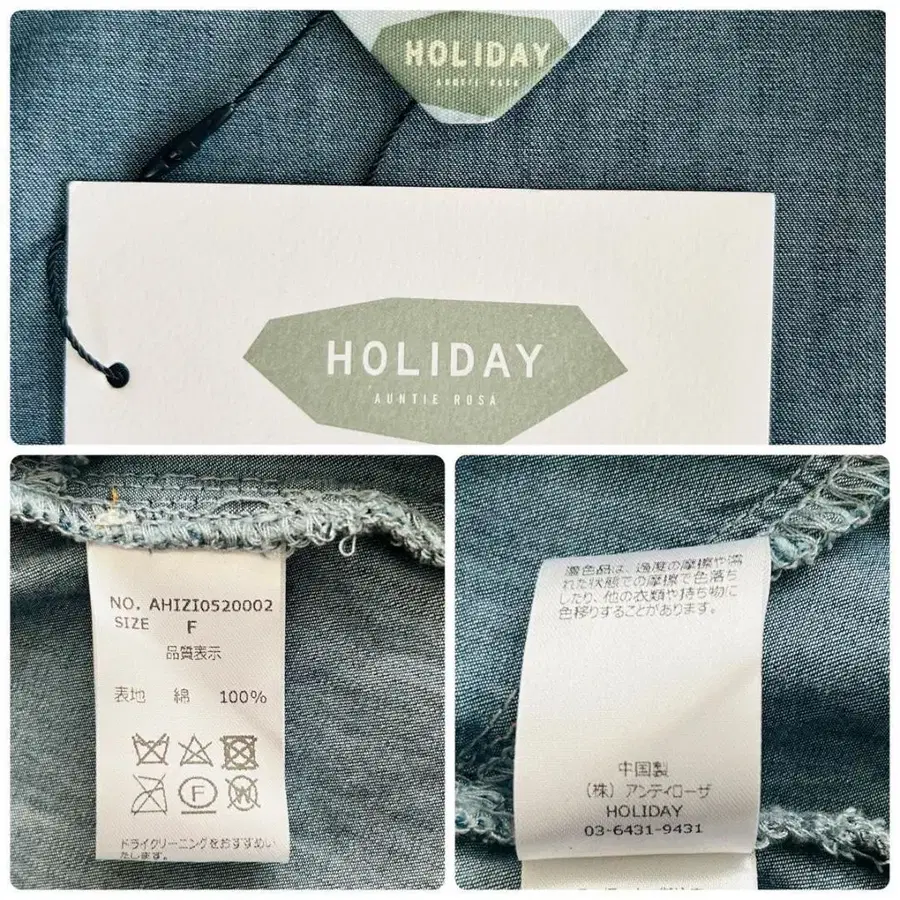 HOLIDAY
AUNTIE ROSA
HOLIDAY
AUNTIE ROSA
NO. AHIZI0520002
SIZE F
品質表示
表地 綿 100%
F
W
ドライクリーニングをおすすめい
たします。
濃色品は、過度の摩擦や濡
れた状態での摩擦で色落ち
したり、他の衣類や持ち物に
色移りすることがあります。
中国製
(株) アンティローザ
HOLIDAY
03-6431-9431